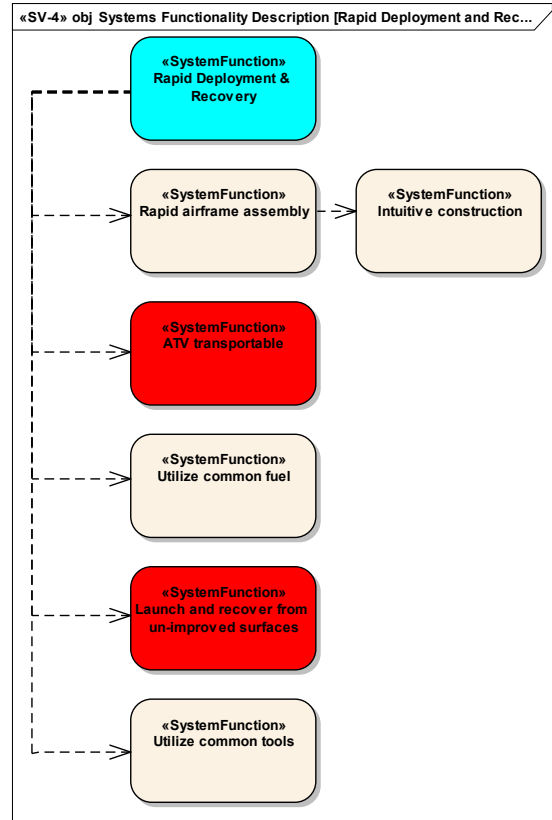 «SV-4» obj Systems Functionality Description [Rapid Deployment and Rec...
«SystemFunction»
Rapid Deployment &
Recovery
«SystemFunction»
Rapid airframe assembly
«SystemFunction»
Intuitive construction
«SystemFunction»
ATV transportable
«SystemFunction»
Utilize common fuel
«SystemFunction»
Launch and recover from
un-improved surfaces
«SystemFunction»
Utilize common tools